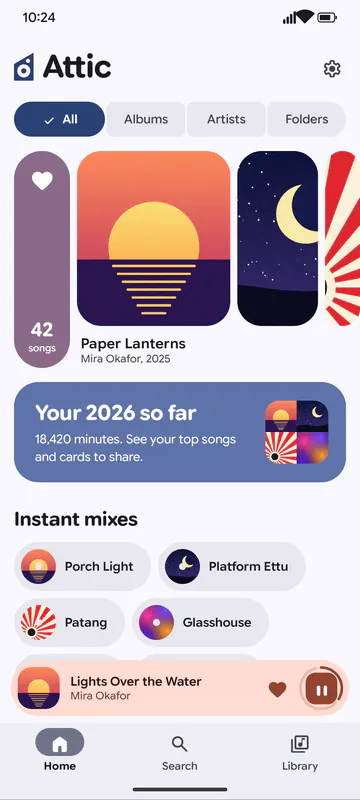 10:24
Attic
All
Albums
Artists
Folders
42
songs
Paper Lanterns
Mira Okafor, 2025
Your 2026 so far
18,420 minutes. See your top songs
and cards to share.
Instant mixes
Porch Light
Platform Ettu
Patang
Glasshouse
Lights Over the Water
Mira Okafor
Home
Search
Library